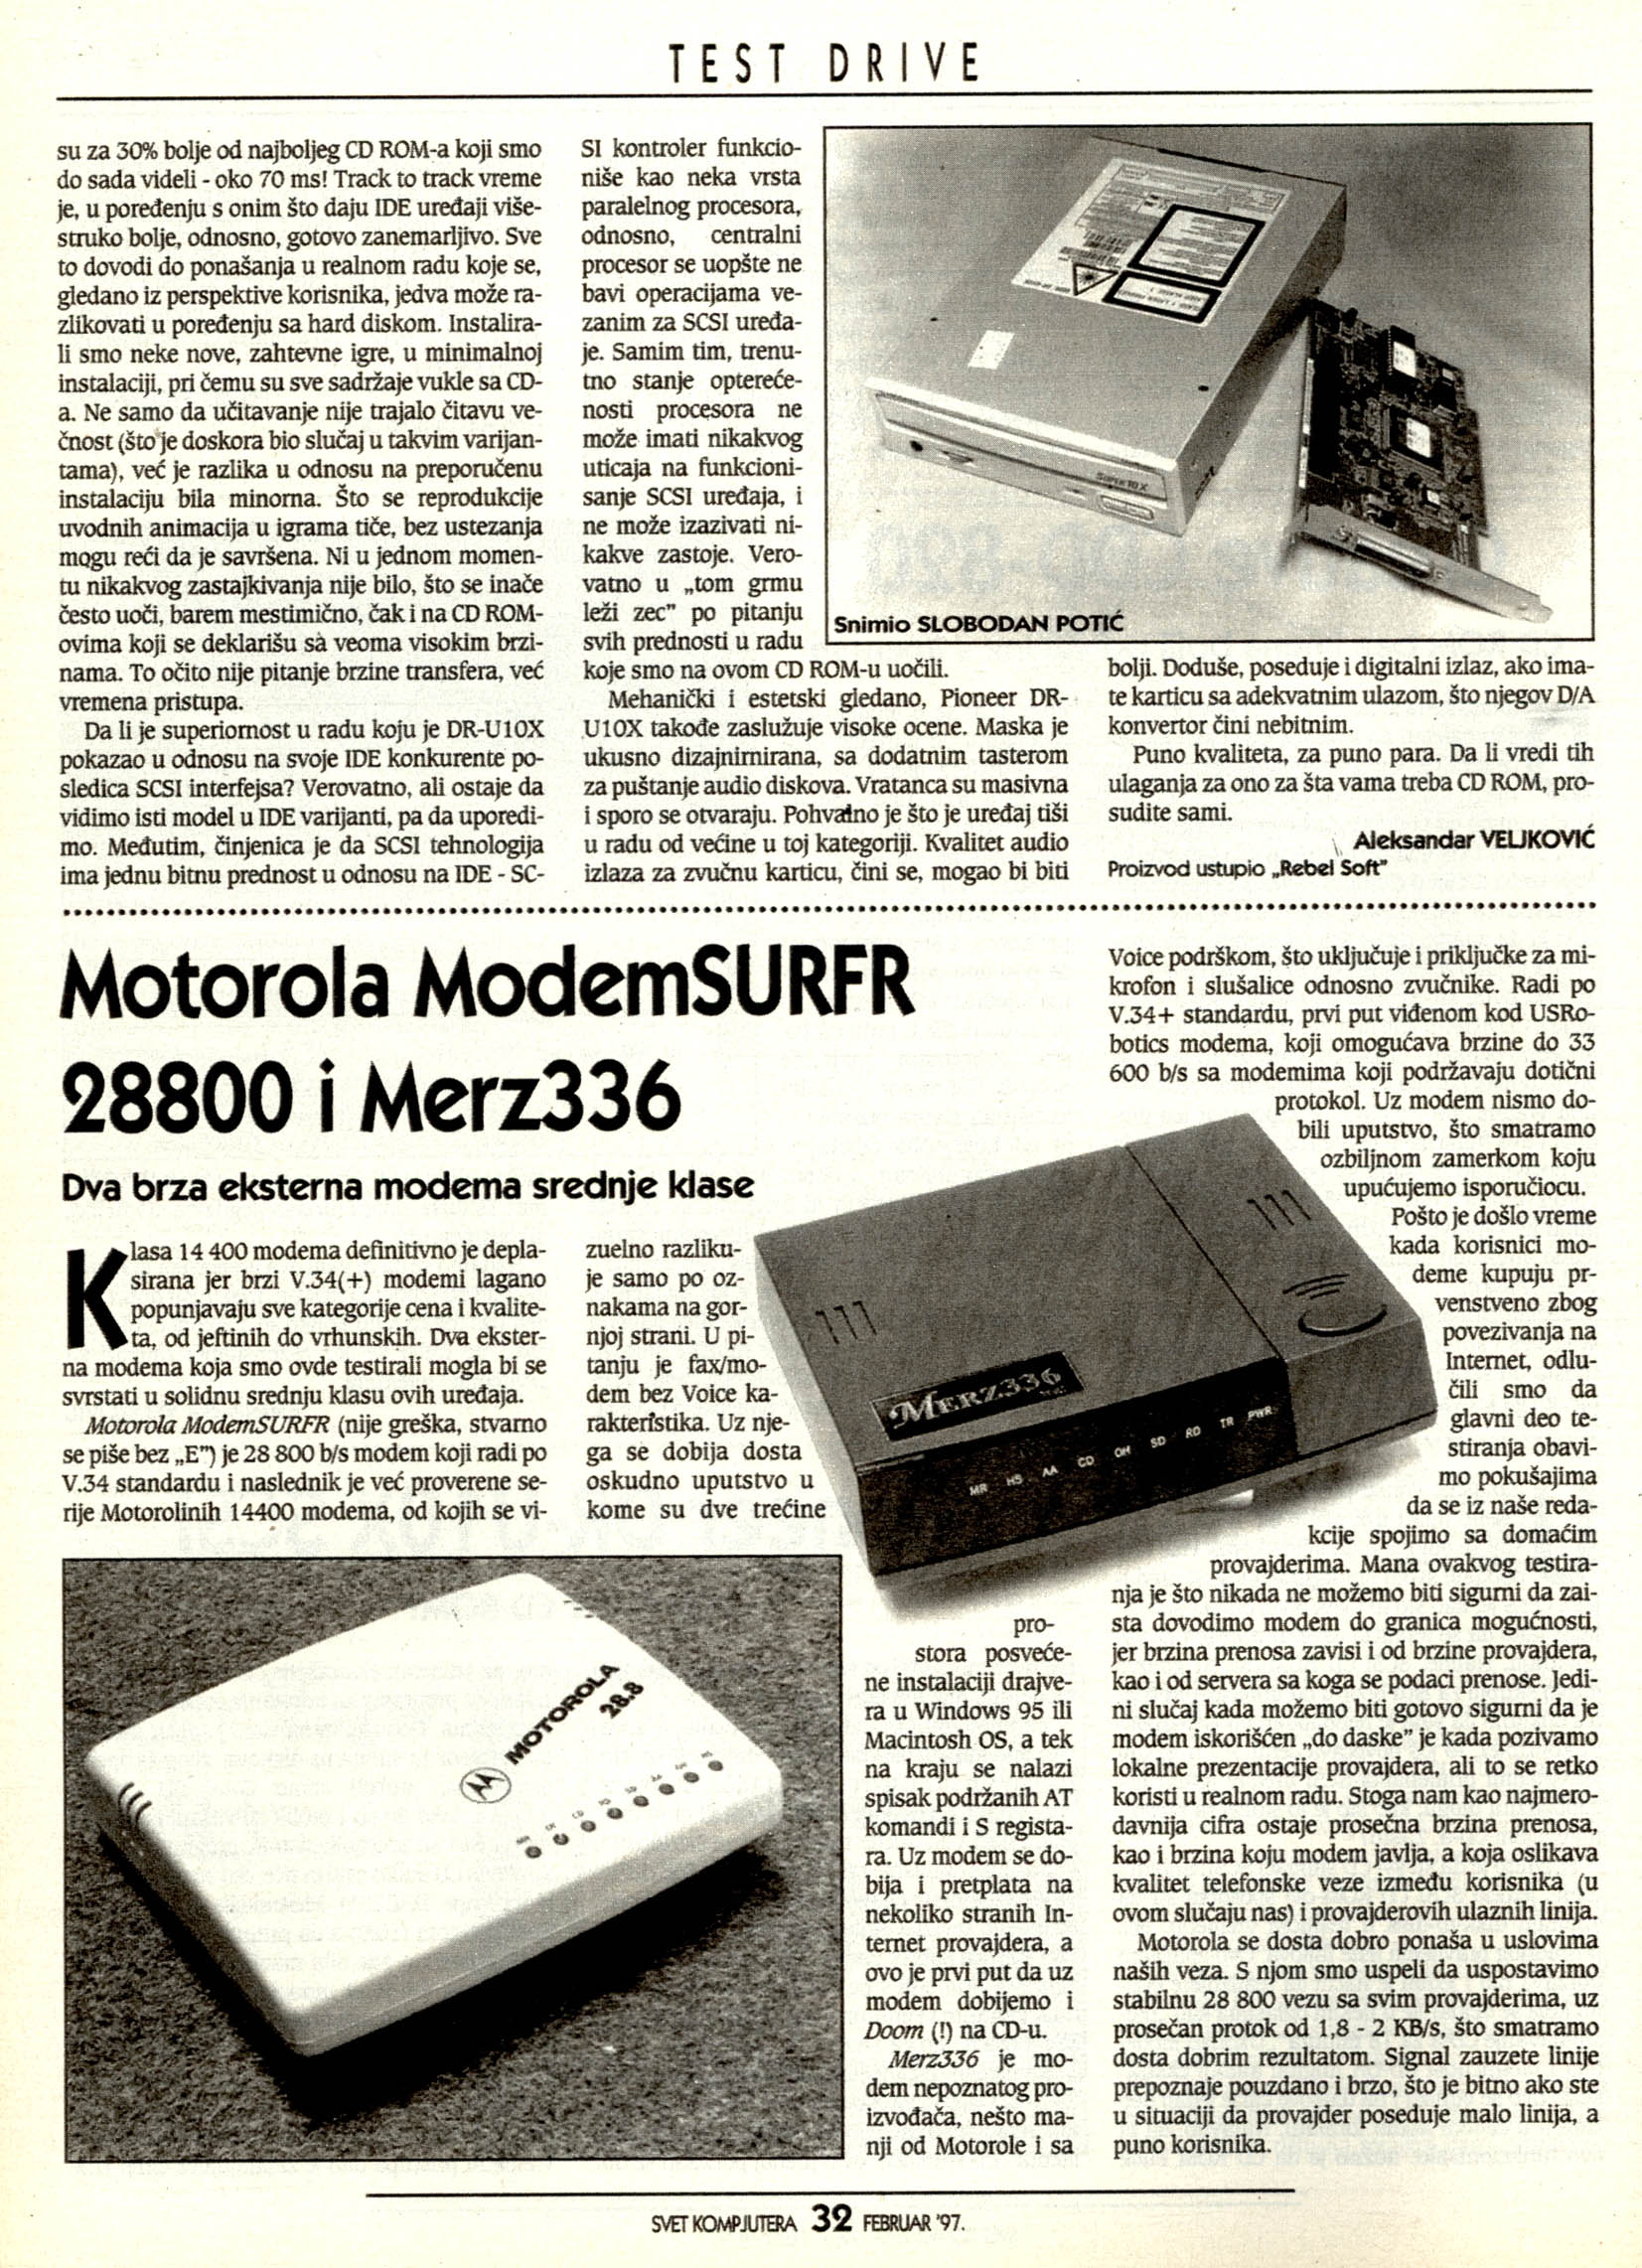 TEST DRIVE
su za 30% bolje od najboljeg CD ROM-a koji smo
do sada videli - oko 70 ms! Track to track vreme
je, u poređenju s onim što daju IDE uređaji više-
struko bolje, odnosno, gotovo zanemarljivo. Sve
to dovodi do ponašanja u realnom radu koje se,
gledano iz perspektive korisnika, jedva može ra-
zlikovati u poređenju sa hard diskom. Instalira-
li smo neke nove, zahtevne igre, u minimalnoj
instalaciji, pri čemu su sve sadržaje vukle sa CD-
a. Ne samo da učitavanje nije trajalo čitavu ve-
čnost (što je doskora bio slučaj u takvim varijan-
tama), već je razlika u odnosu na preporučenu
instalaciju bila minorna. Što se reprodukcije
uvodnih animacija u igrama tiče, bez ustezanja
mogu reći da je savršena. Ni u jednom momen-
tu nikakvog zastajkivanja nije bilo, što se inače
često uoči, barem mestimično, čak i na CD ROM-
ovima koji se deklarišu sa veoma visokim brzi-
nama. To očito nije pitanje brzine transfera, već
vremena pristupa.
Da li je superiornost u radu koju je DR-U10X
pokazao u odnosu na svoje IDE konkurente po-
sledica SCSI interfejsa? Verovatno, ali ostaje da
vidimo isti model u IDE varijanti, pa da uporedi-
mo. Međutim, činjenica je da SCSI tehnologija
ima jednu bitnu prednost u odnosu na IDE - SC-
SI kontroler funkcio-
niše kao neka vrsta
paralelnog procesora,
odnosno, centralni
procesor se uopšte ne
bavi operacijama ve-
zanim za SCSI uređa-
je. Samim tim, trenu-
tno stanje optereće-
nosti procesora ne
može imati nikakvog
uticaja na funkcioni-
sanje SCSI uređaja, i
ne može izazivati ni-
kakve zastoje. Vero-
vatno u „tom grmu
leži zec" po pitanju
svih prednosti u radu
koje smo na ovom CD ROM-u uočili.
Mehanički i estetski gledano, Pioneer DR-
U10X takođe zaslužuje visoke ocene. Maska je
ukusno dizajnirnirana, sa dodatnim tasterom
za puštanje audio diskova. Vratanca su masivna
i sporo se otvaraju. Pohvalno je što je uređaj tiši
u radu od većine u toj kategoriji. Kvalitet audio
izlaza za zvučnu karticu, čini se, mogao bi biti
SUPER 10X
Snimio SLOBODAN POTIĆ
bolji. Doduše, poseduje i digitalni izlaz, ako ima-
te karticu sa adekvatnim ulazom, što njegov D/A
konvertor čini nebitnim.
Puno kvaliteta, za puno para. Da li vredi tih
ulaganja za ono za šta vama treba CD ROM, pro-
sudite sami.
Aleksandar VELJKOVIĆ
Proizvod ustupio „Rebel Soft"
Motorola ModemSURFR
28800 i Merz336
Dva brza eksterna modema srednje klase
Klasa 14 400 modema definitivno je depla-
sirana jer brzi V.34(+) modemi lagano
popunjavaju sve kategorije cena i kvalite-
ta, od jeftinih do vrhunskih. Dva ekster-
na modema koja smo ovde testirali mogla bi se
svrstati u solidnu srednju klasu ovih uređaja.
Motorola ModemSURFR (nije greška, stvarno
se piše bez „E") je 28 800 b/s modem koji radi po
V.34 standardu i naslednik je već proverene se-
rije Motorolinih 14400 modema, od kojih se vi-
zuelno razliku-
je samo po oz-
nakama na gor-
njoj strani. U pi-
tanju je fax/mo-
dem bez Voice ka-
rakteristika. Uz nje-
ga se dobija dosta
oskudno uputstvo u
kome su dve trećine
MERZ336
MR HS AA CD OH SD RD TR PWR
MOTOROLA
28.8
pro-
stora posveće-
ne instalaciji drajve-
ra u Windows 95 ili
Macintosh OS, a tek
na kraju se nalazi
spisak podržanih AT
komandi i S regista-
ra. Uz modem se do-
bija i pretplata na
nekoliko stranih In-
ternet provajdera, a
ovo je prvi put da uz
modem dobijemo i
Doom (!) na CD-u.
Merz336 je mo-
dem nepoznatog pro-
izvođača, nešto ma-
nji od Motorole i sa
Voice podrškom, što uključuje i priključke za mi-
krofon i slušalice odnosno zvučnike. Radi po
V.34+ standardu, prvi put viđenom kod USRo-
botics modema, koji omogućava brzine do 33
600 b/s sa modemima koji podržavaju dotični
protokol. Uz modem nismo do-
bili uputstvo, što smatramo
ozbiljnom zamerkom koju
upućujemo isporučiocu.
Pošto je došlo vreme
kada korisnici mo-
deme kupuju pr-
venstveno zbog
povezivanja na
Internet, odlu-
čili smo da
glavni deo te-
stiranja obavi-
mo pokušajima
da se iz naše reda-
kcije spojimo sa domaćim
provajderima. Mana ovakvog testira-
nja je što nikada ne možemo biti sigurni da zai-
sta dovodimo modem do granica mogućnosti,
jer brzina prenosa zavisi i od brzine provajdera,
kao i od servera sa koga se podaci prenose. Jedi-
ni slučaj kada možemo biti gotovo sigurni da je
modem iskorišćen „do daske" je kada pozivamo
lokalne prezentacije provajdera, ali to se retko
koristi u realnom radu. Stoga nam kao najmero-
davnija cifra ostaje prosečna brzina prenosa,
kao i brzina koju modem javlja, a koja oslikava
kvalitet telefonske veze između korisnika (u
ovom slučaju nas) i provajderovih ulaznih linija.
Motorola se dosta dobro ponaša u uslovima
naših veza. S njom smo uspeli da uspostavimo
stabilnu 28 800 vezu sa svim provajderima, uz
prosečan protok od 1,8 - 2 KB/s, što smatramo
dosta dobrim rezultatom. Signal zauzete linije
prepoznaje pouzdano i brzo, što je bitno ako ste
u situaciji da provajder poseduje malo linija, a
puno korisnika.
SVET KOMPJUTERA 32 FEBRUAR '97.